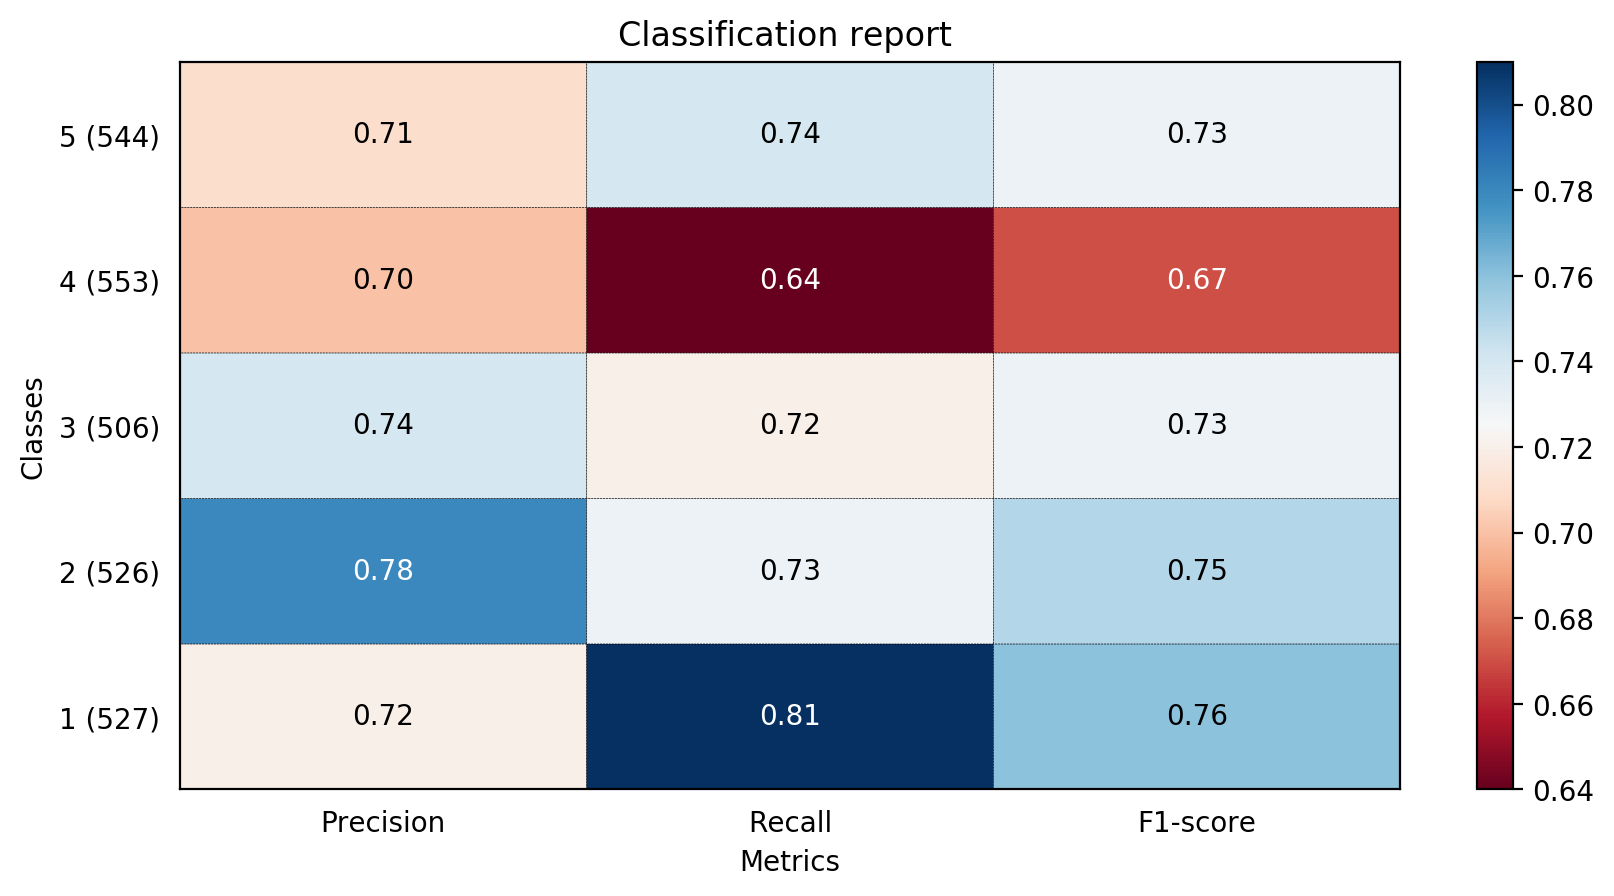 Classification report
5 (544) 0.71 0.74 0.73 0.80
4 (553) 0.70 0.64 0.67 0.78
3 (506) 0.74 0.72 0.73 0.76
2 (526) 0.78 0.73 0.75 0.74
1 (527) 0.72 0.81 0.76 0.72
0.70
0.68
0.66
0.64
Classes
Precision Recall F1-score
Metrics